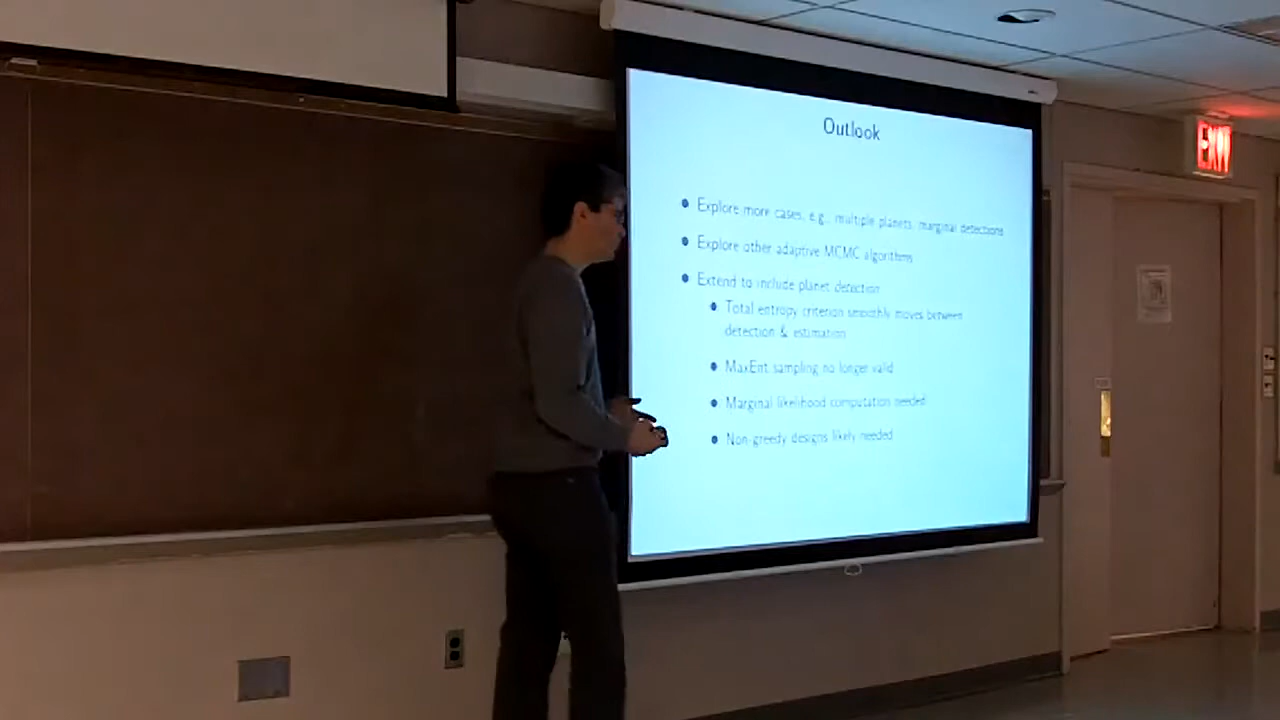 Outlook
Explore more cases, e.g., multiple planets, marginal detections
Explore other adaptive MCMC algorithms
Extend to include planet detection
Total entropy criterion smoothly moves between
detection & estimation
MaxEnt sampling no longer valid
Marginal likelihood computation needed
Non-greedy designs likely needed
EXIT